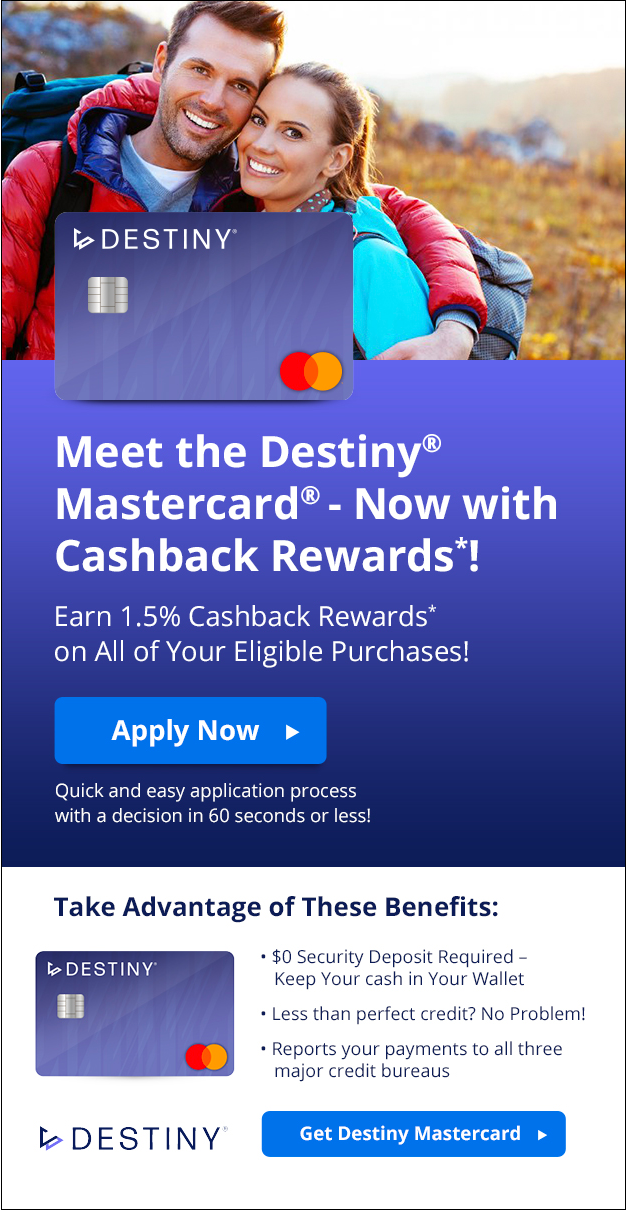 DESTINY®
Meet the Destiny®
Mastercard® - Now with
Cashback Rewards*!
Earn 1.5% Cashback Rewards*
on All of Your Eligible Purchases!
Apply Now
Quick and easy application process
with a decision in 60 seconds or less!
Take Advantage of These Benefits:
DESTINY®
• $0 Security Deposit Required –
Keep Your cash in Your Wallet
• Less than perfect credit? No Problem!
• Reports your payments to all three
major credit bureaus
DESTINY®
Get Destiny Mastercard